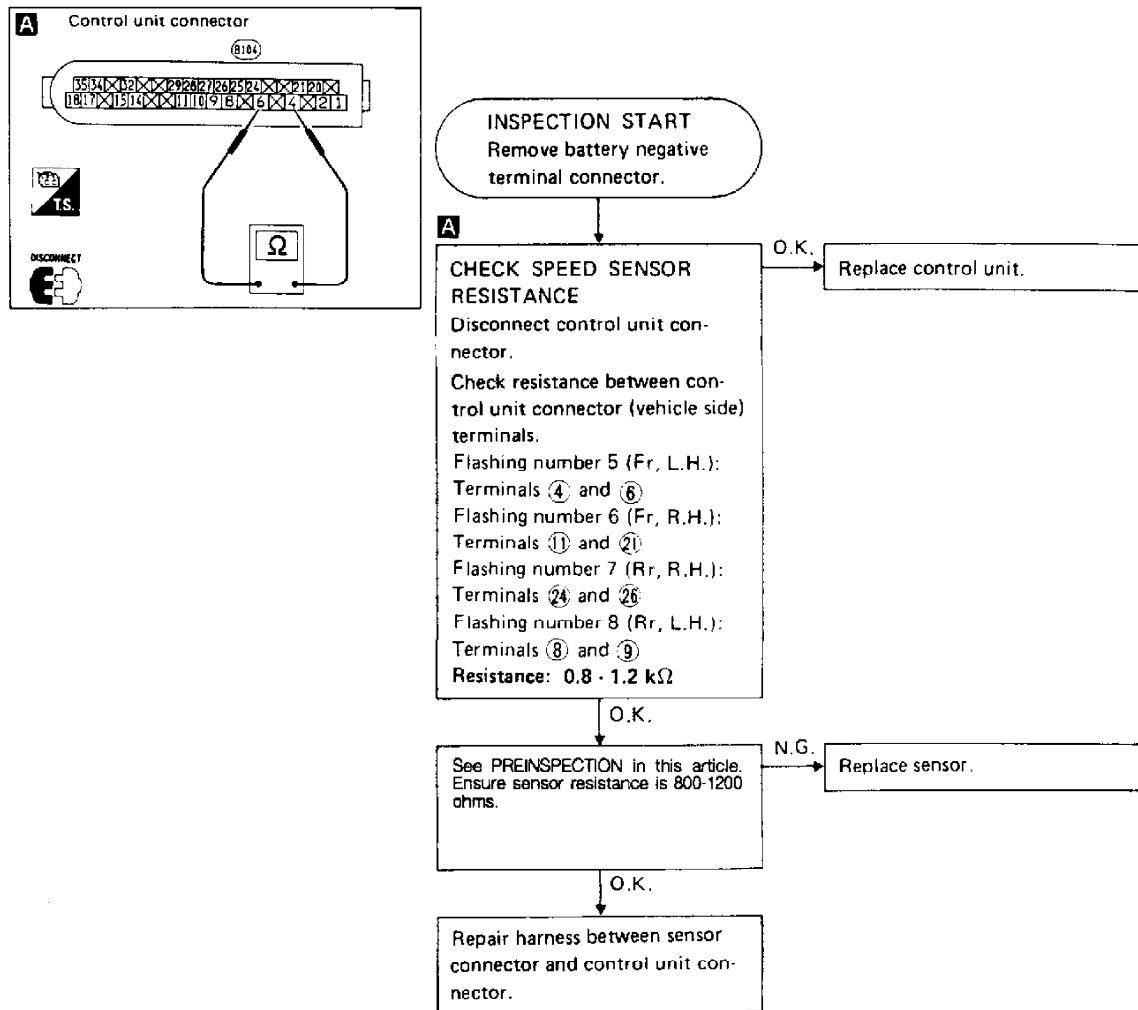 A Control unit connector
B104
35 34 32 29 28 27 26 25 24 21 20
18 17 15 14 11 10 9 8 6 4 2 1
T.S.
DISCONNECT
Ω
INSPECTION START
Remove battery negative
terminal connector.
A
CHECK SPEED SENSOR
RESISTANCE
Disconnect control unit con-
nector.
Check resistance between con-
trol unit connector (vehicle side)
terminals.
Flashing number 5 (Fr, L.H.):
Terminals 4 and 6
Flashing number 6 (Fr, R.H.):
Terminals 11 and 21
Flashing number 7 (Rr, R.H.):
Terminals 24 and 26
Flashing number 8 (Rr, L.H.):
Terminals 8 and 9
Resistance: 0.8 - 1.2 kΩ
O.K.
Replace control unit.
O.K.
See PREINSPECTION in this article.
Ensure sensor resistance is 800-1200
ohms.
N.G.
Replace sensor.
O.K.
Repair harness between sensor
connector and control unit con-
nector.